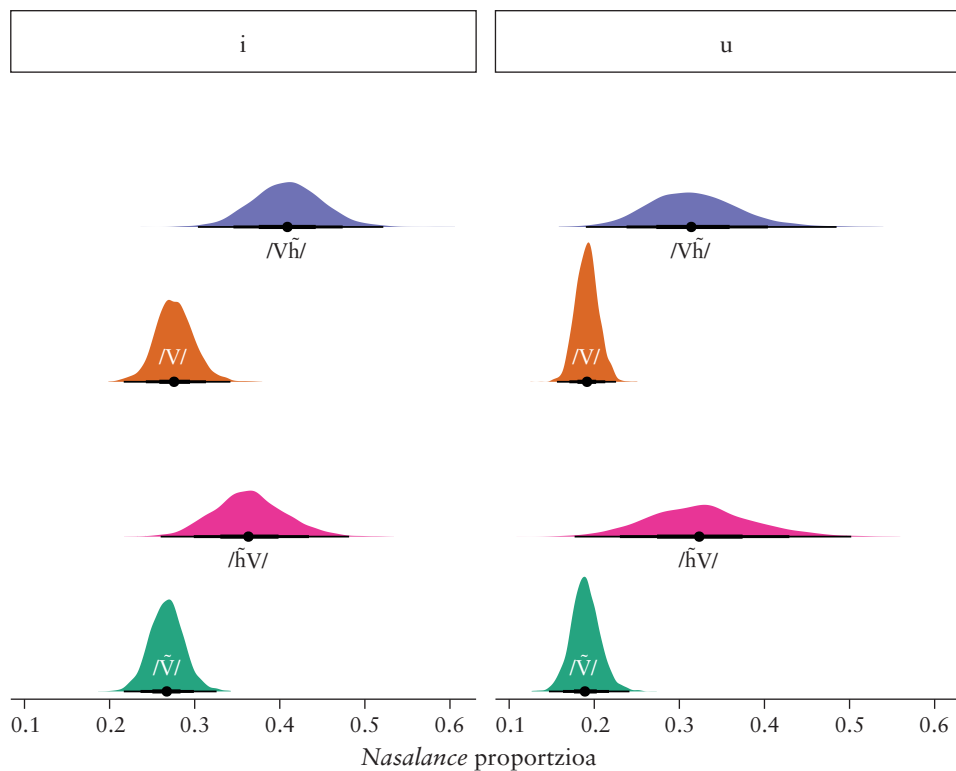 i u
/Vh̃/ /Vh̃/
/V/ /V/
/h̃V/ /h̃V/
/Ṽ/ /Ṽ/
0.1 0.2 0.3 0.4 0.5 0.6 0.1 0.2 0.3 0.4 0.5 0.6
Nasalance proportzioa